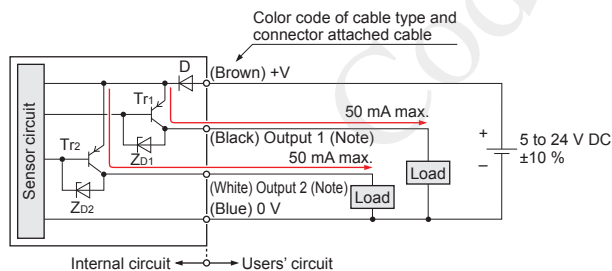 Color code of cable type and
connector attached cable
D
(Brown) +V
Tr1
50 mA max.
(Black) Output 1 (Note)
ZD1
Tr2
50 mA max.
+
5 to 24 V DC
±10 %
−
Load
(White) Output 2 (Note)
Load
ZD2
(Blue) 0 V
Sensor circuit
Internal circuit
Users' circuit